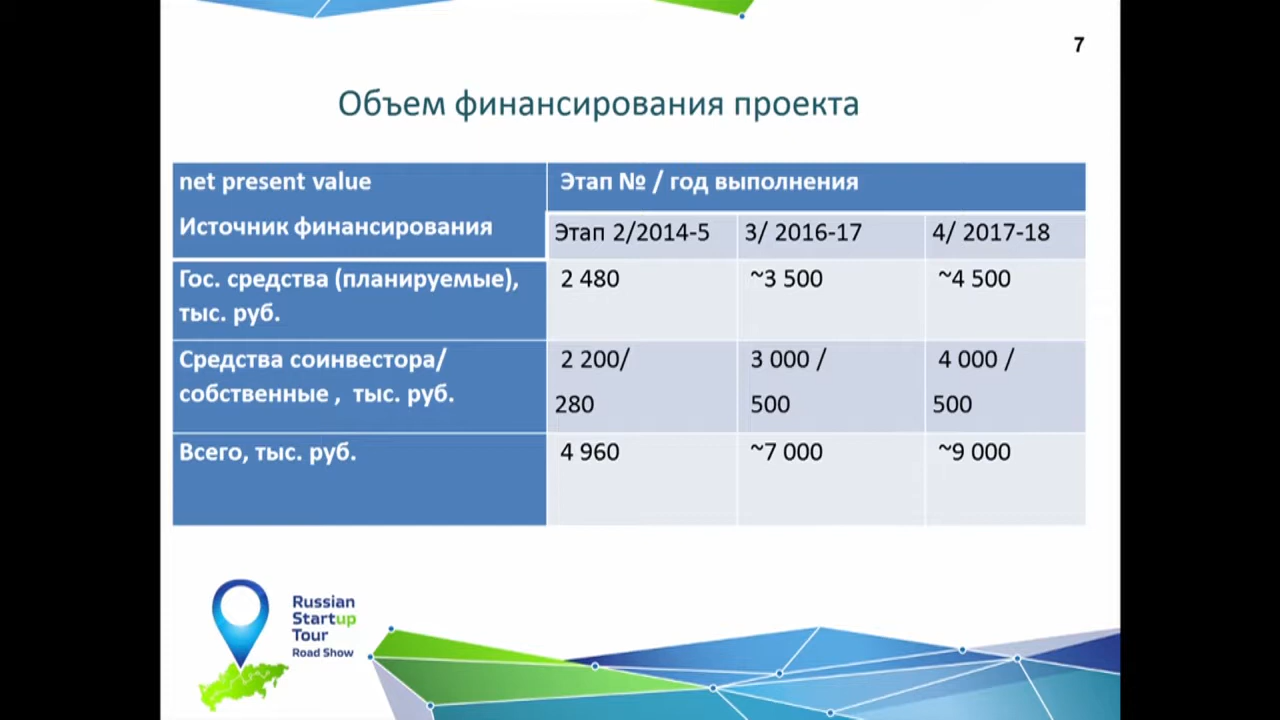 7
Объем финансирования проекта
net present value
Источник финансирования
Этап № / год выполнения
Этап 2/2014-5
3/ 2016-17
4/ 2017-18
Гос. средства (планируемые),
тыс. руб.
2 480
~3 500
~4 500
Средства соинвестора/
собственные , тыс. руб.
2 200/
280
3 000 /
500
4 000 /
500
Всего, тыс. руб.
4 960
~7 000
~9 000
Russian
Startup
Tour
Road Show